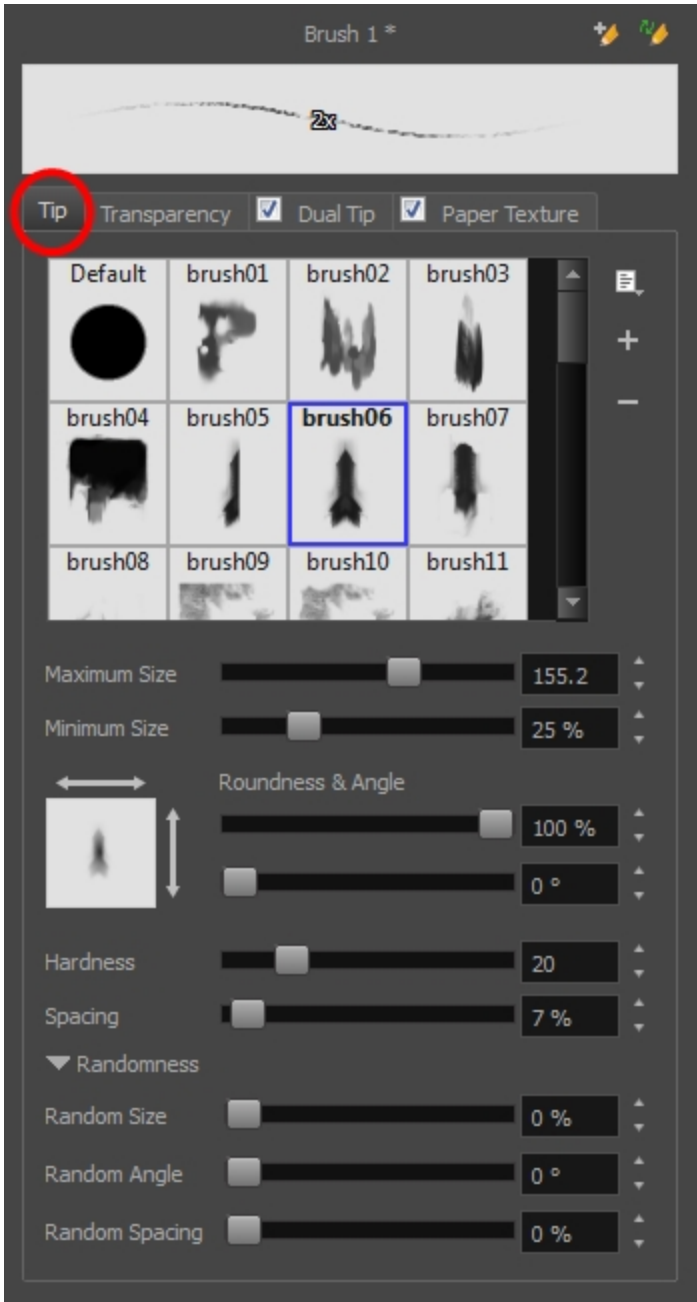 Brush 1 *
2x
Tip Transparency Dual Tip Paper Texture
Default brush01 brush02 brush03
brush04 brush05 brush06 brush07
brush08 brush09 brush10 brush11
Maximum Size 155.2
Minimum Size 25 %
Roundness & Angle
100 %
0 °
Hardness 20
Spacing 7 %
Randomness
Random Size 0 %
Random Angle 0 °
Random Spacing 0 %